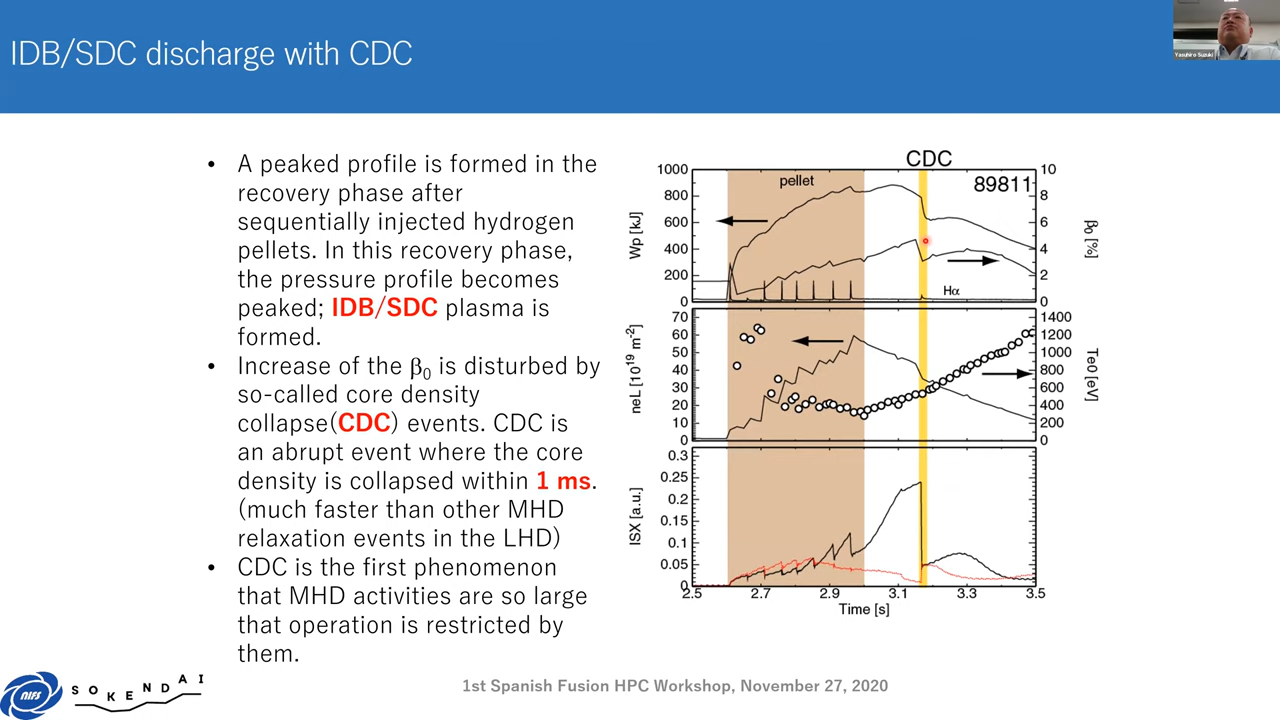 IDB/SDC discharge with CDC
Yasuhiro Suzuki
• A peaked profile is formed in the
recovery phase after
sequentially injected hydrogen
pellets. In this recovery phase,
the pressure profile becomes
peaked; IDB/SDC plasma is
formed.
• Increase of the β0 is disturbed by
so-called core density
collapse(CDC) events. CDC is
an abrupt event where the core
density is collapsed within 1 ms.
(much faster than other MHD
relaxation events in the LHD)
• CDC is the first phenomenon
that MHD activities are so large
that operation is restricted by
them.
CDC
pellet
89811
1000
800
600
400
200
0
Wp [kJ]
10
8
6
4
2
0
β0 [%]
Hα
70
60
50
40
30
20
10
0
neL [10^19 m^-2]
1400
1200
1000
800
600
400
200
0
Te0 [eV]
0.3
0.25
0.2
0.15
0.1
0.05
0
ISX [a.u.]
2.5 2.7 2.9 3.1 3.3 3.5
Time [s]
NIFS
SOKENDAI
1st Spanish Fusion HPC Workshop, November 27, 2020